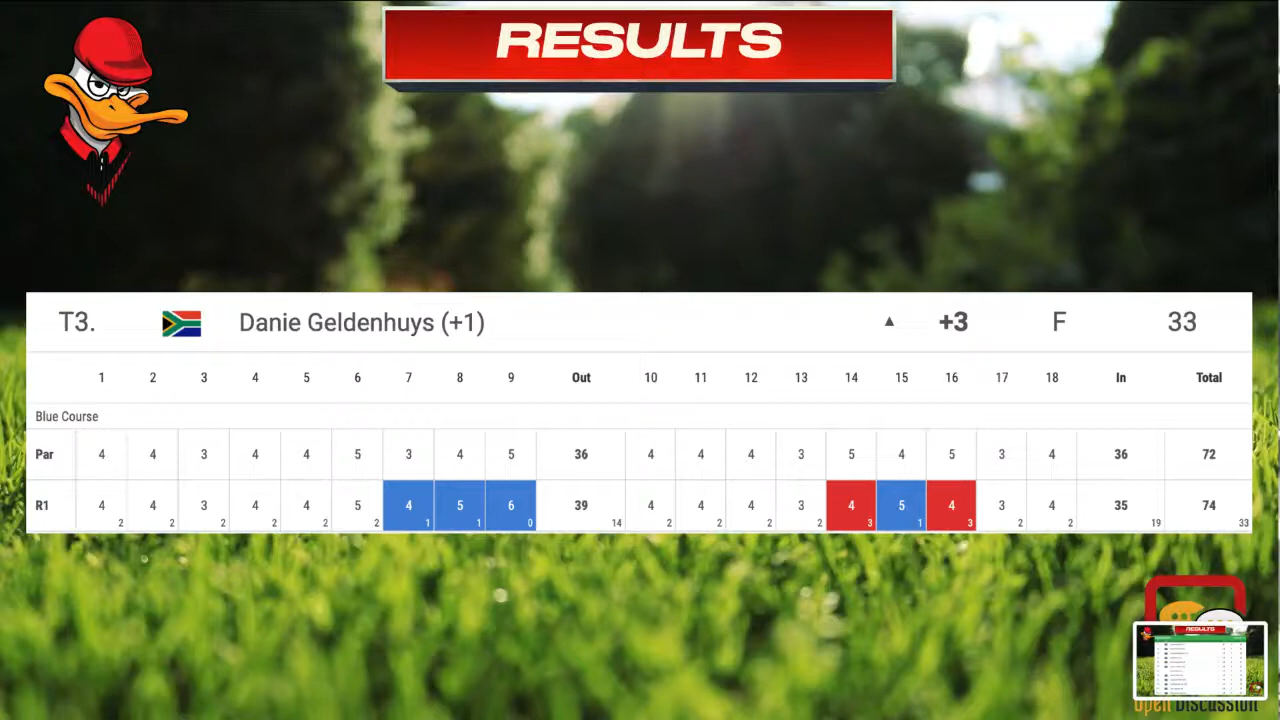 RESULTS
T3. Danie Geldenhuys (+1) ▲ +3 F 33
1 2 3 4 5 6 7 8 9 Out 10 11 12 13 14 15 16 17 18 In Total
Blue Course
Par 4 4 3 4 4 5 3 4 5 36 4 4 4 3 5 4 5 3 4 36 72
R1 4 4 3 4 4 5 4 5 6 39 4 4 4 3 4 5 4 3 4 35 74
2 2 2 2 2 2 1 1 0 14 2 2 2 2 3 1 3 2 2 19 33
RESULTS
Open Discussion